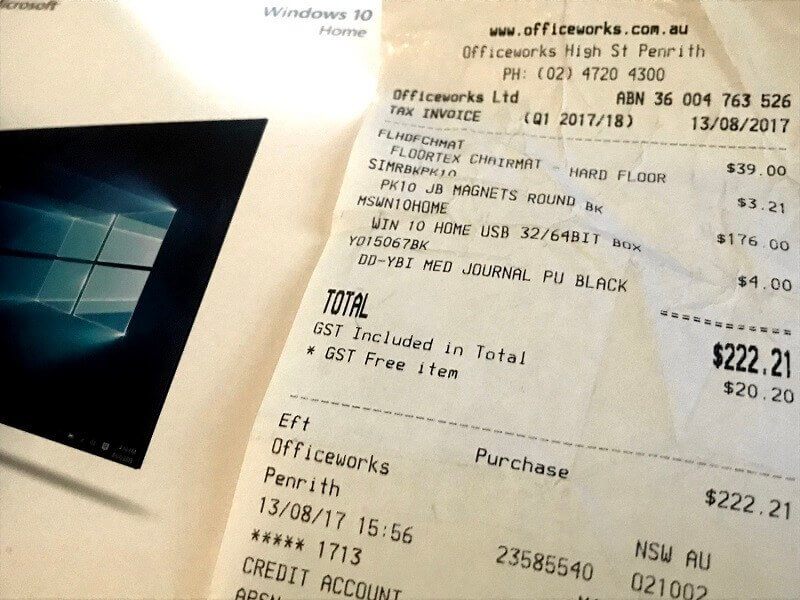 Microsoft
Windows 10
Home
www.officeworks.com.au
Officeworks High St Penrith
PH: (02) 4720 4300
Officeworks Ltd ABN 36 004 763 526
TAX INVOICE (Q1 2017/18) 13/08/2017
FLHDFCHMAT
FLOORTEX CHAIRMAT - HARD FLOOR $39.00
SIMRBKPK10
PK10 JB MAGNETS ROUND BK $3.21
MSWN10HOME
WIN 10 HOME USB 32/64BIT Box $176.00
YO15067BK
DD-YBI MED JOURNAL PU BLACK $4.00
============
TOTAL $222.21
GST Included in Total $20.20
* GST Free item
Eft Purchase $222.21
Officeworks
Penrith NSW AU
13/08/17 15:56
***** 1713 23585540 021002
CREDIT ACCOUNT